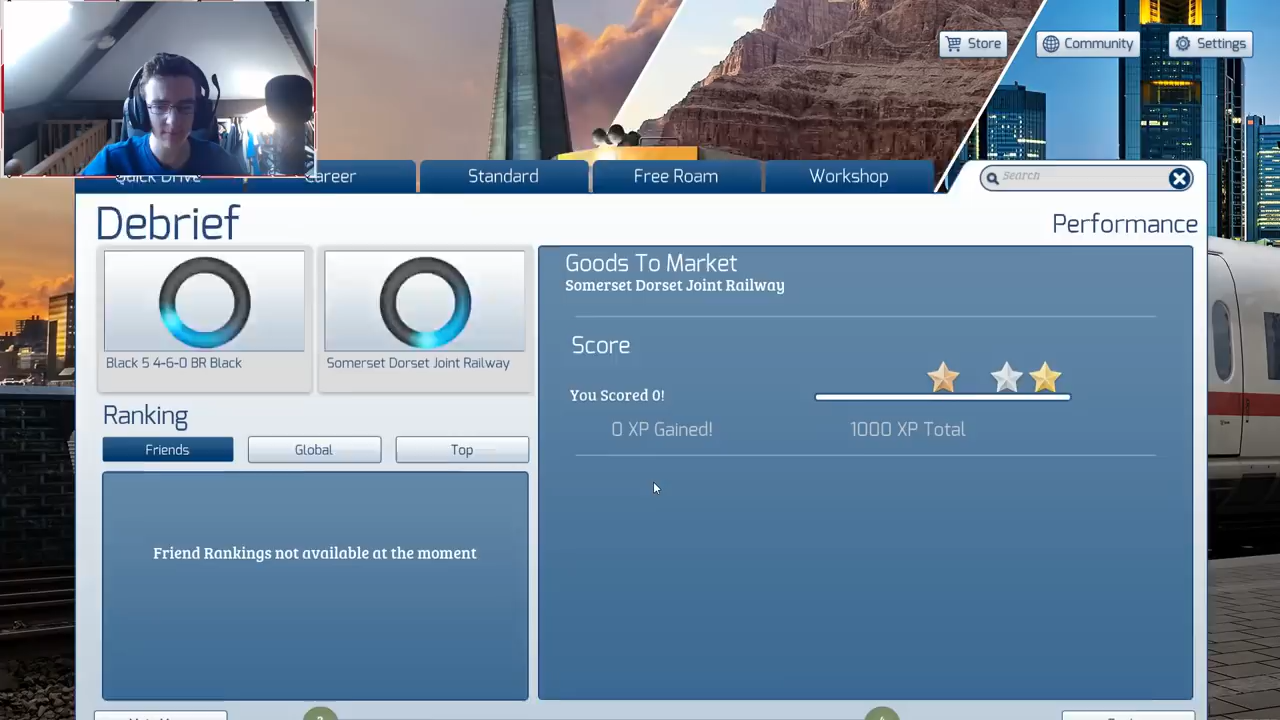 Store
Community
Settings
Quick Drive
Career
Standard
Free Roam
Workshop
Search
Debrief
Performance
Black 5 4-6-0 BR Black
Somerset Dorset Joint Railway
Goods To Market
Somerset Dorset Joint Railway
Score
You Scored 0!
0 XP Gained!
1000 XP Total
Ranking
Friends
Global
Top
Friend Rankings not available at the moment